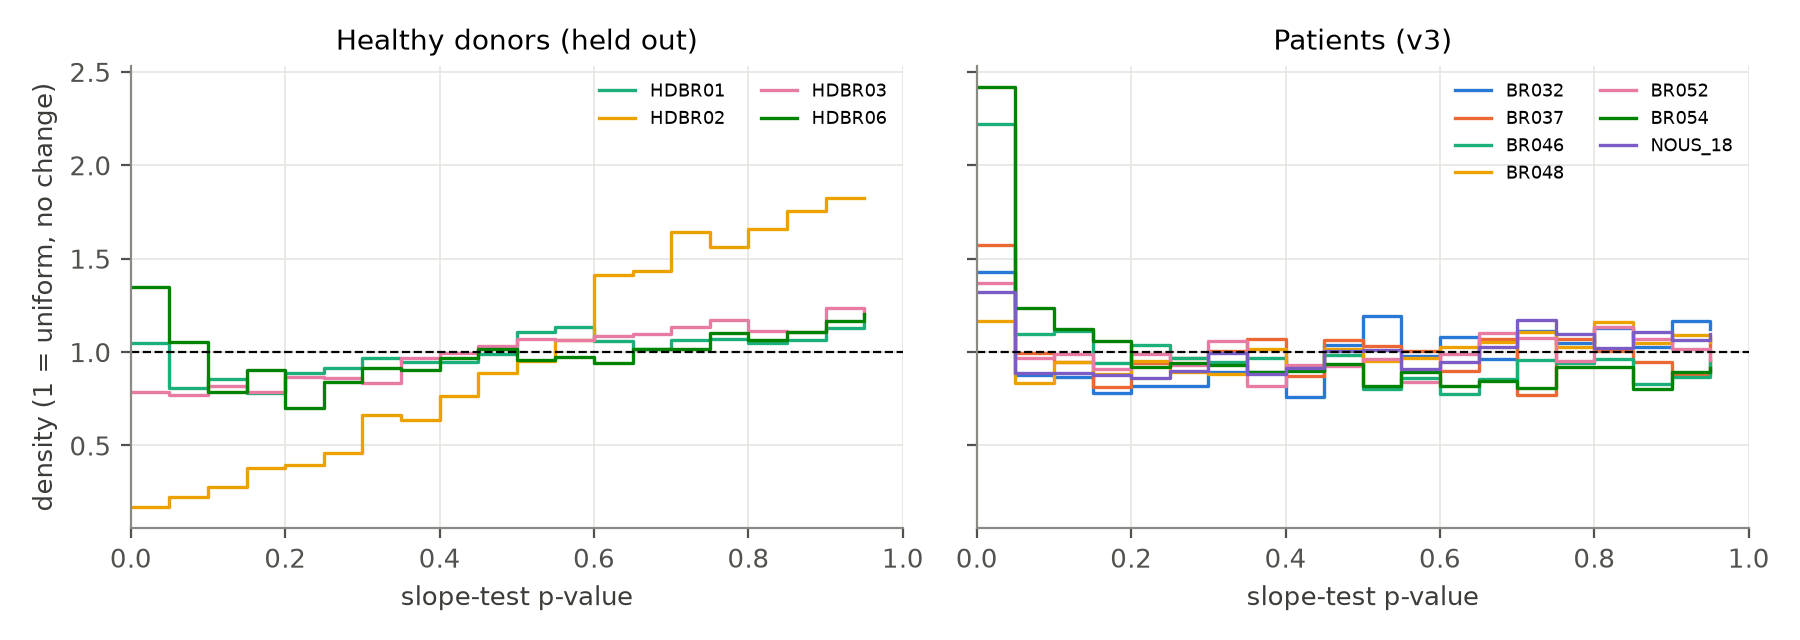 Healthy donors (held out)
density (1 = uniform, no change)
2.5
2.0
1.5
1.0
0.5
HDBR01
HDBR02
HDBR03
HDBR06
0.0 0.2 0.4 0.6 0.8 1.0
slope-test p-value
Patients (v3)
BR032
BR037
BR046
BR048
BR052
BR054
NOUS_18
0.0 0.2 0.4 0.6 0.8 1.0
slope-test p-value